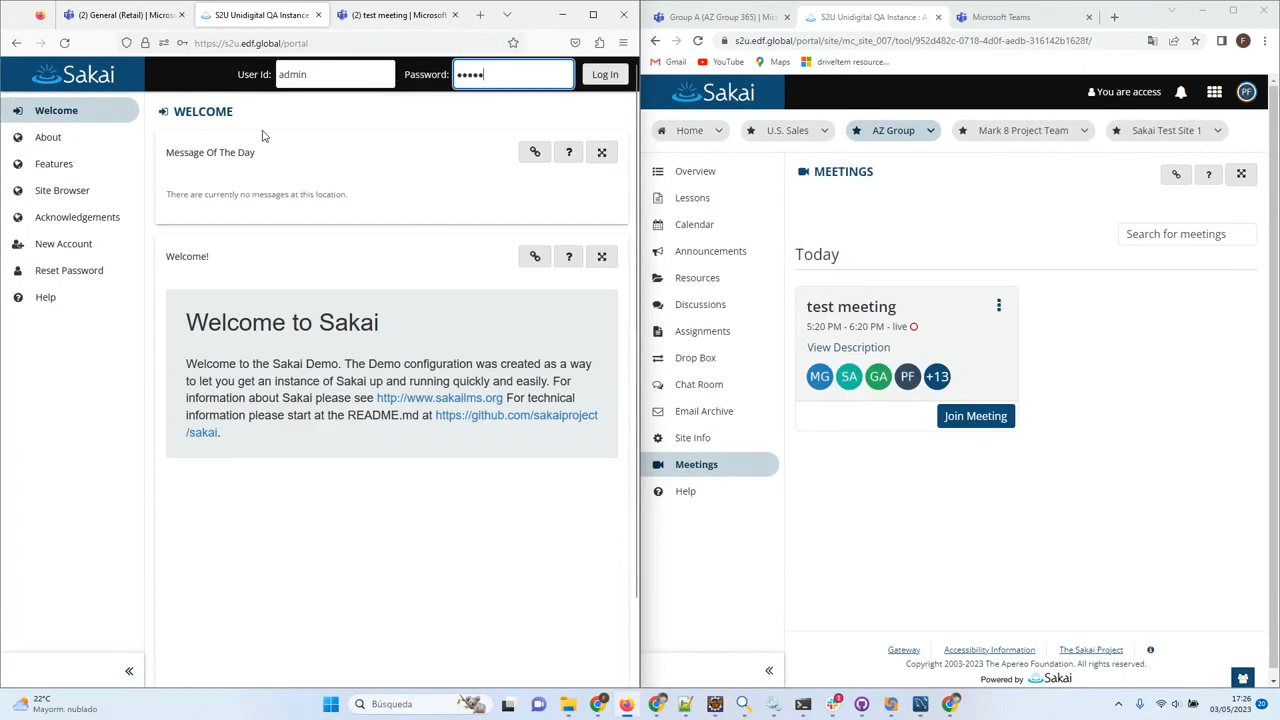 (2) General (Retail) | Microsoft
S2U Unidigital QA Instance
(2) test meeting | Microsoft
https://s2u.edf.global/portal
Sakai
User Id:
admin
Password:
•••••
Log In
Welcome
About
Features
Site Browser
Acknowledgements
New Account
Reset Password
Help
WELCOME
Message Of The Day
There are currently no messages at this location.
Welcome!
Welcome to Sakai
Welcome to the Sakai Demo. The Demo configuration was created as a way
to let you get an instance of Sakai up and running quickly and easily. For
information about Sakai please see http://www.sakailms.org For technical
information please start at the README.md at https://github.com/sakaiproject
/sakai.
Group A (AZ Group 365) | Mic
S2U Unidigital QA Instance : A
Microsoft Teams
s2u.edf.global/portal/site/mc_site_007/tool/952d482c-0718-4d0f-aedb-316142b1628f/
Gmail
YouTube
Maps
driveItem resource...
Sakai
You are access
PF
Home
U.S. Sales
AZ Group
Mark 8 Project Team
Sakai Test Site 1
Overview
Lessons
Calendar
Announcements
Resources
Discussions
Assignments
Drop Box
Chat Room
Email Archive
Site Info
Meetings
Help
MEETINGS
Search for meetings
Today
test meeting
5:20 PM - 6:20 PM - live
View Description
MG
SA
GA
PF
+13
Join Meeting
Gateway
Accessibility Information
The Sakai Project
Copyright 2003-2023 The Apereo Foundation. All rights reserved.
Powered by Sakai
22°C
Mayorm. nublado
Búsqueda
17:26
03/05/2023
20